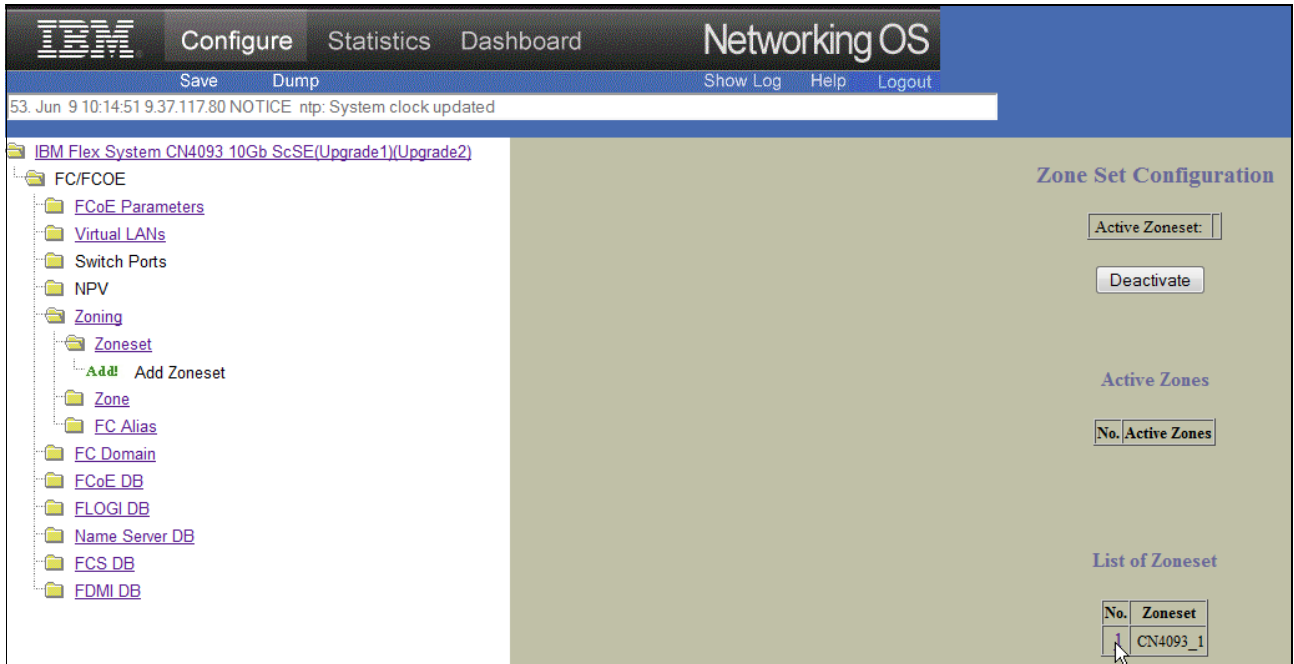 IBM Configure Statistics Dashboard Networking OS
Save Dump Show Log Help Logout
53. Jun 9 10:14:51 9.37.117.80 NOTICE ntp: System clock updated
IBM Flex System CN4093 10Gb ScSE(Upgrade1)(Upgrade2)
FC/FCOE
FCoE Parameters
Virtual LANs
Switch Ports
NPV
Zoning
Zoneset
Add! Add Zoneset
Zone
FC Alias
FC Domain
FCoE DB
FLOGI DB
Name Server DB
FCS DB
FDMI DB
Zone Set Configuration
Active Zoneset:
Deactivate
Active Zones
No. Active Zones
List of Zoneset
No. Zoneset
1 CN4093_1